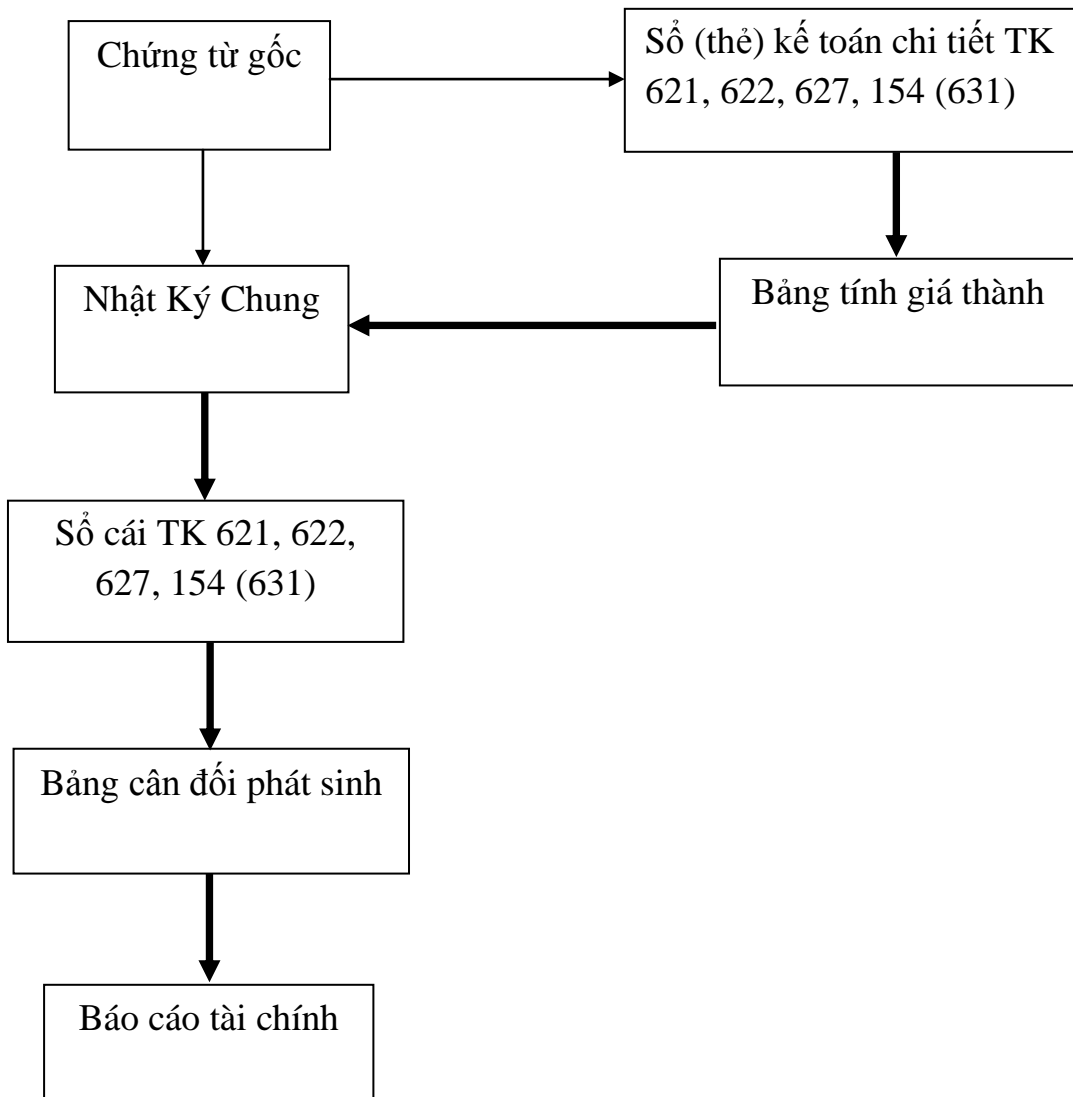 Chứng từ gốc
Sổ (thẻ) kế toán chi tiết TK
621, 622, 627, 154 (631)
Nhật Ký Chung
Bảng tính giá thành
Sổ cái TK 621, 622,
627, 154 (631)
Bảng cân đối phát sinh
Báo cáo tài chính